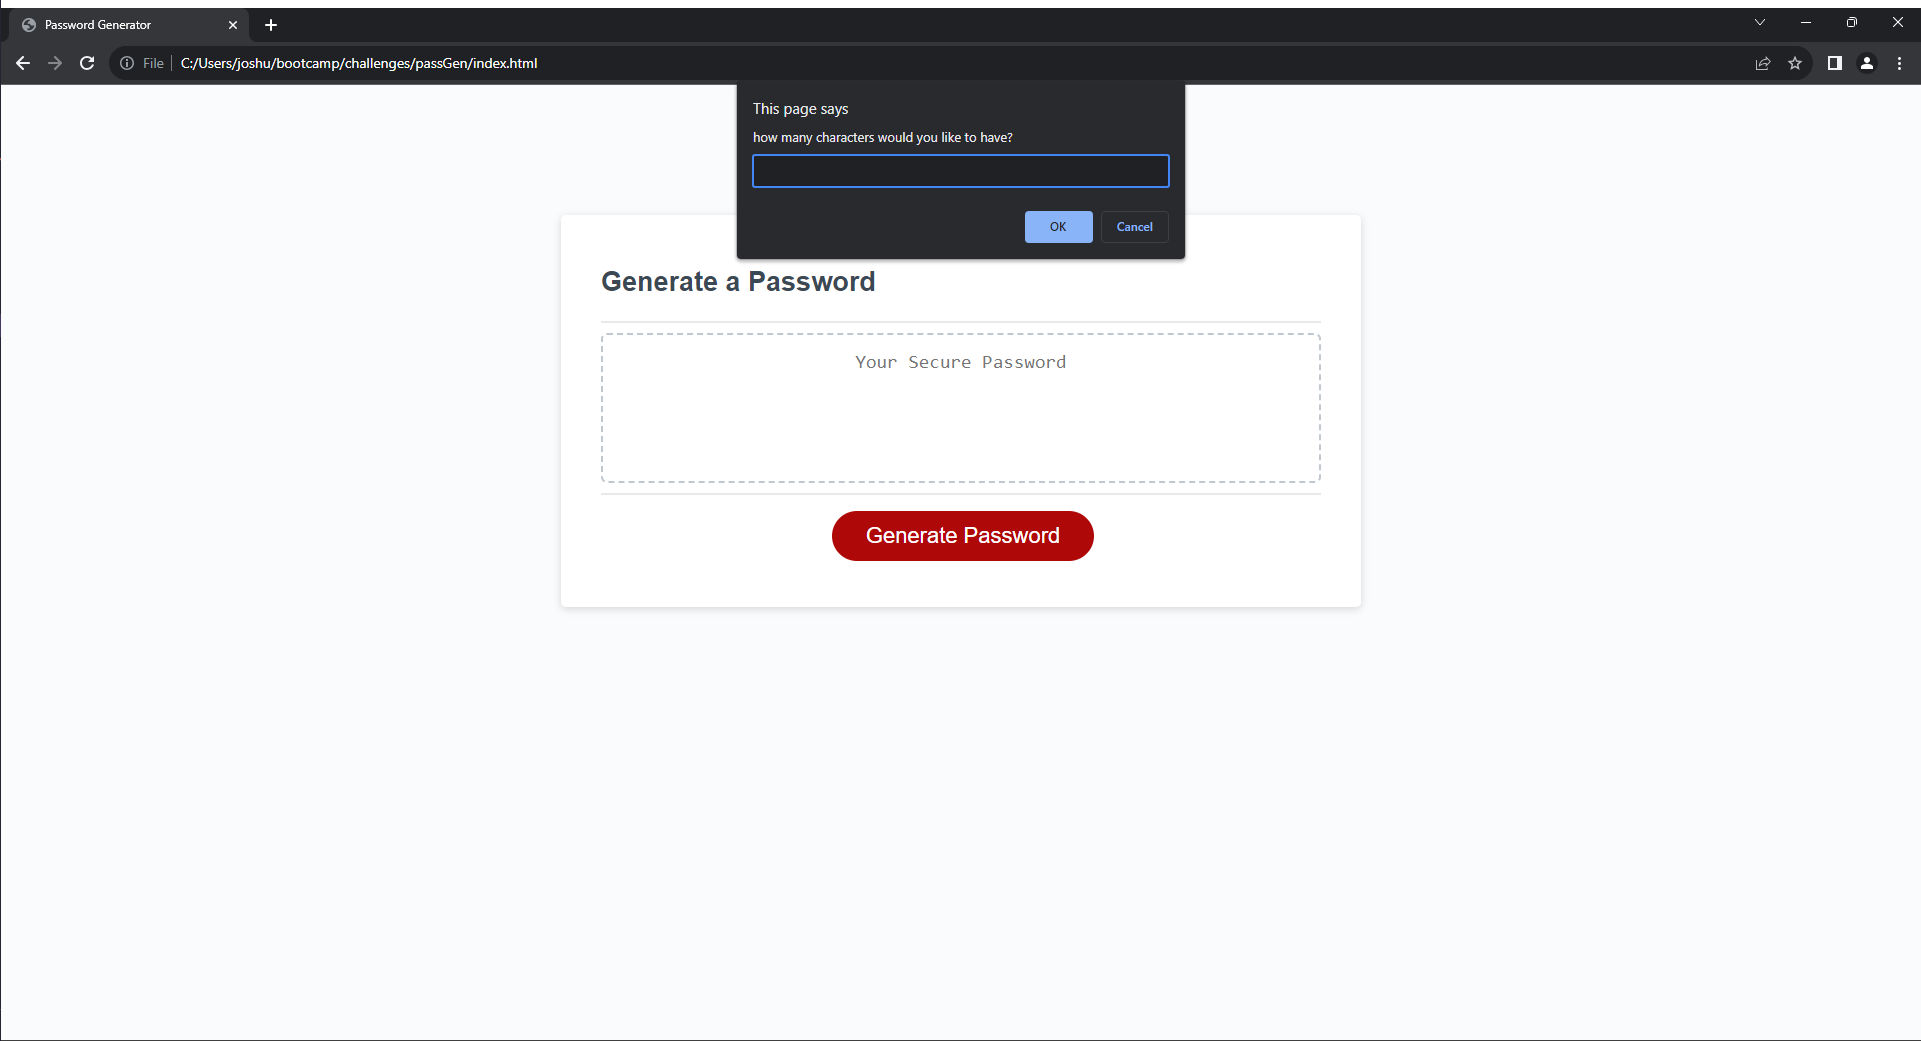 Password Generator
File C:/Users/joshu/bootcamp/challenges/passGen/index.html
This page says
how many characters would you like to have?
OK Cancel
Generate a Password
Your Secure Password
Generate Password